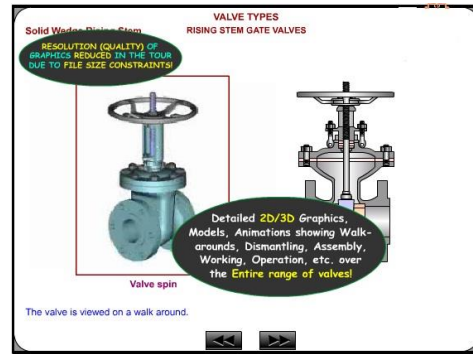 VALVE TYPES
Solid Wedge Rising Stem
RISING STEM GATE VALVES
RESOLUTION (QUALITY) OF
GRAPHICS REDUCED IN THE TOUR
DUE TO FILE SIZE CONSTRAINTS!
Detailed 2D/3D Graphics,
Models, Animations showing Walk-
arounds, Dismantling, Assembly,
Working, Operation, etc. over
the Entire range of valves!
Valve spin
The valve is viewed on a walk around.